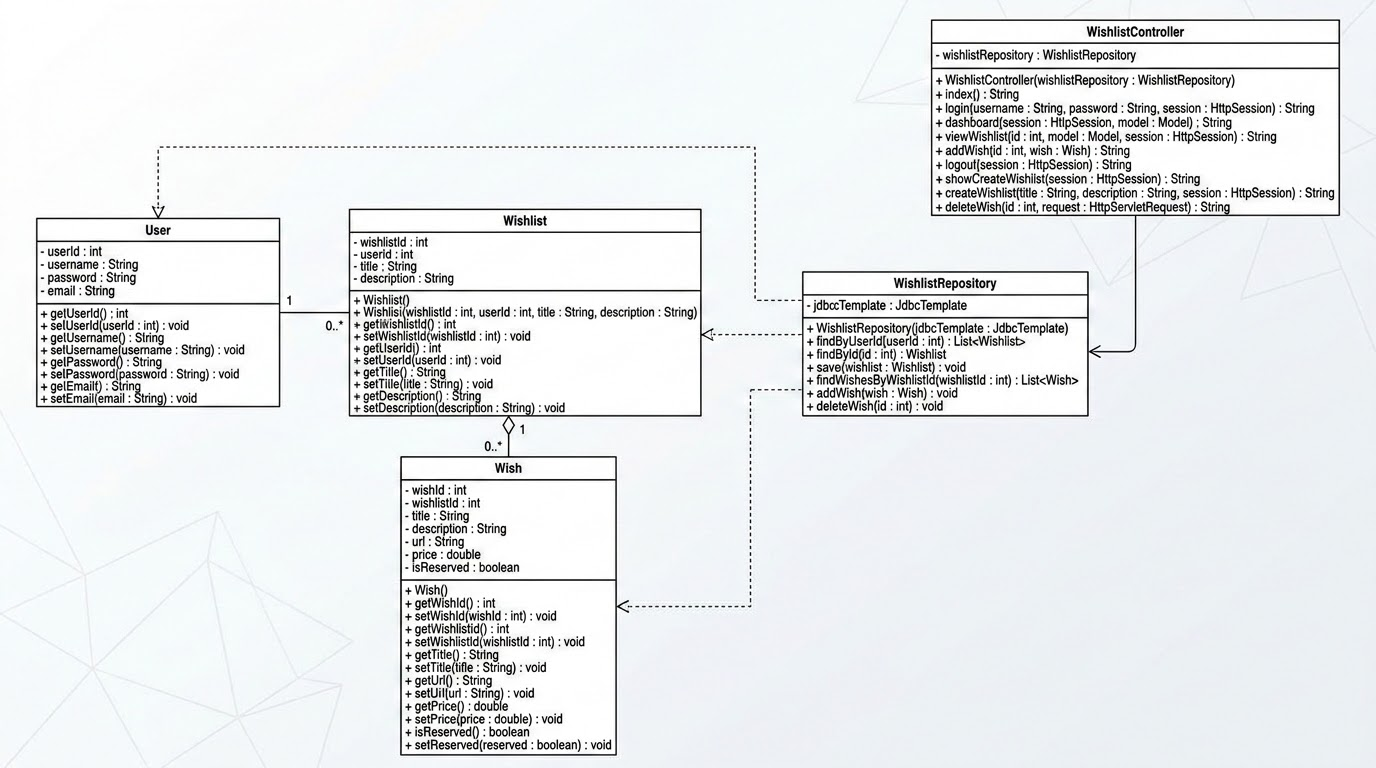 WishlistController
- wishlistRepository : WishlistRepository
+ WishlistController(wishlistRepository : WishlistRepository)
+ index() : String
+ login(username : String, password : String, session : HttpSession) : String
+ dashboard(session : HtlpSession, model : Model) ; String
+ viewWishlist(id : int, model : Model, session : HttpSession) : String
+ addWish(id : int, wish : Wish) : String
+ logout(session : HttpSession) : String
+ showCreateWishilst(session : HttpSession) : String
+ createWishlist(title : String, description : String, session : HttpSession) : String
+ deleteWish(id : int, request : HttpServletRequest) : String
User
- userId : int
- username : String
- password : String
- email : String
+ getUserId() : int
+ selUserId(userId : int) : void
+ getUsername() : String
+ setUsername(username : String) : void
+ gelPassword() : String
+ selPassword(password : String) : void
+ gelEmailt) : String
+ setEmail(email : String) : void
1
0..*
Wishlist
- wishlistId : int
- userId : int
- title : String
- description : String
+ Wishlist()
+ Wishlisi(wishlistId : int, userId : int, title : String, description : String)
+ getWishlistId() : int
+ setWishlistId(wishlistId : int) : void
+ getUserId) : int
+ setUserId(userId : int) : void
+ getTitle() : String
+ setTiile(litle : String) : void
+ getDescription() : String
+ setDescription(description : String) : void
1
0..*
WishlistRepository
- jdbccTemplate : JdbcTemplate
+ WishlistRepository(jdbcTemplate : JdbcTemplate)
+ findByUserId(userId : int) : List<Wishlist>
+ findById(id : int) : Wishlist
+ save(wishlist : Wishlist) : void
+ findWishesByWishlistId(wishlistId : int) : List<Wish>
+ addWish(wish : Wish) : void
+ deleteWish(id : int) : void
Wish
- wishId : int
- wishlistId : int
- title : String
- description : String
- url : String
- price : double
- isReserved : boolean
+ Wish()
+ getWishId() : int
+ setWishId(wishId : int) : void
+ getWishlistid() : int
+ setWishlistId(wishlistId : int) : void
+ getTitle() : String
+ setTitle(title : String) : void
+ getUrl() : String
+ setUil(url : String) : void
+ getPrice() : double
+ setPrice(price : double) : void
+ isReserved() : boolean
+ setReserved(reserved : boolean) : void